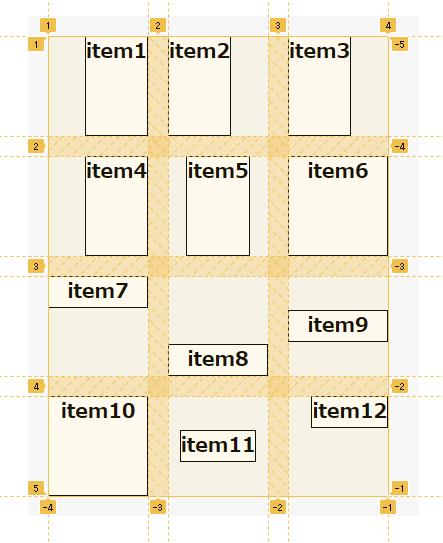 1 2 3 4
1 item1 item2 item3 -5
2 -4
item4 item5 item6
3 -3
item7
item9
item8
4 -2
item10 item12
item11
5 -1
-4 -3 -2 -1